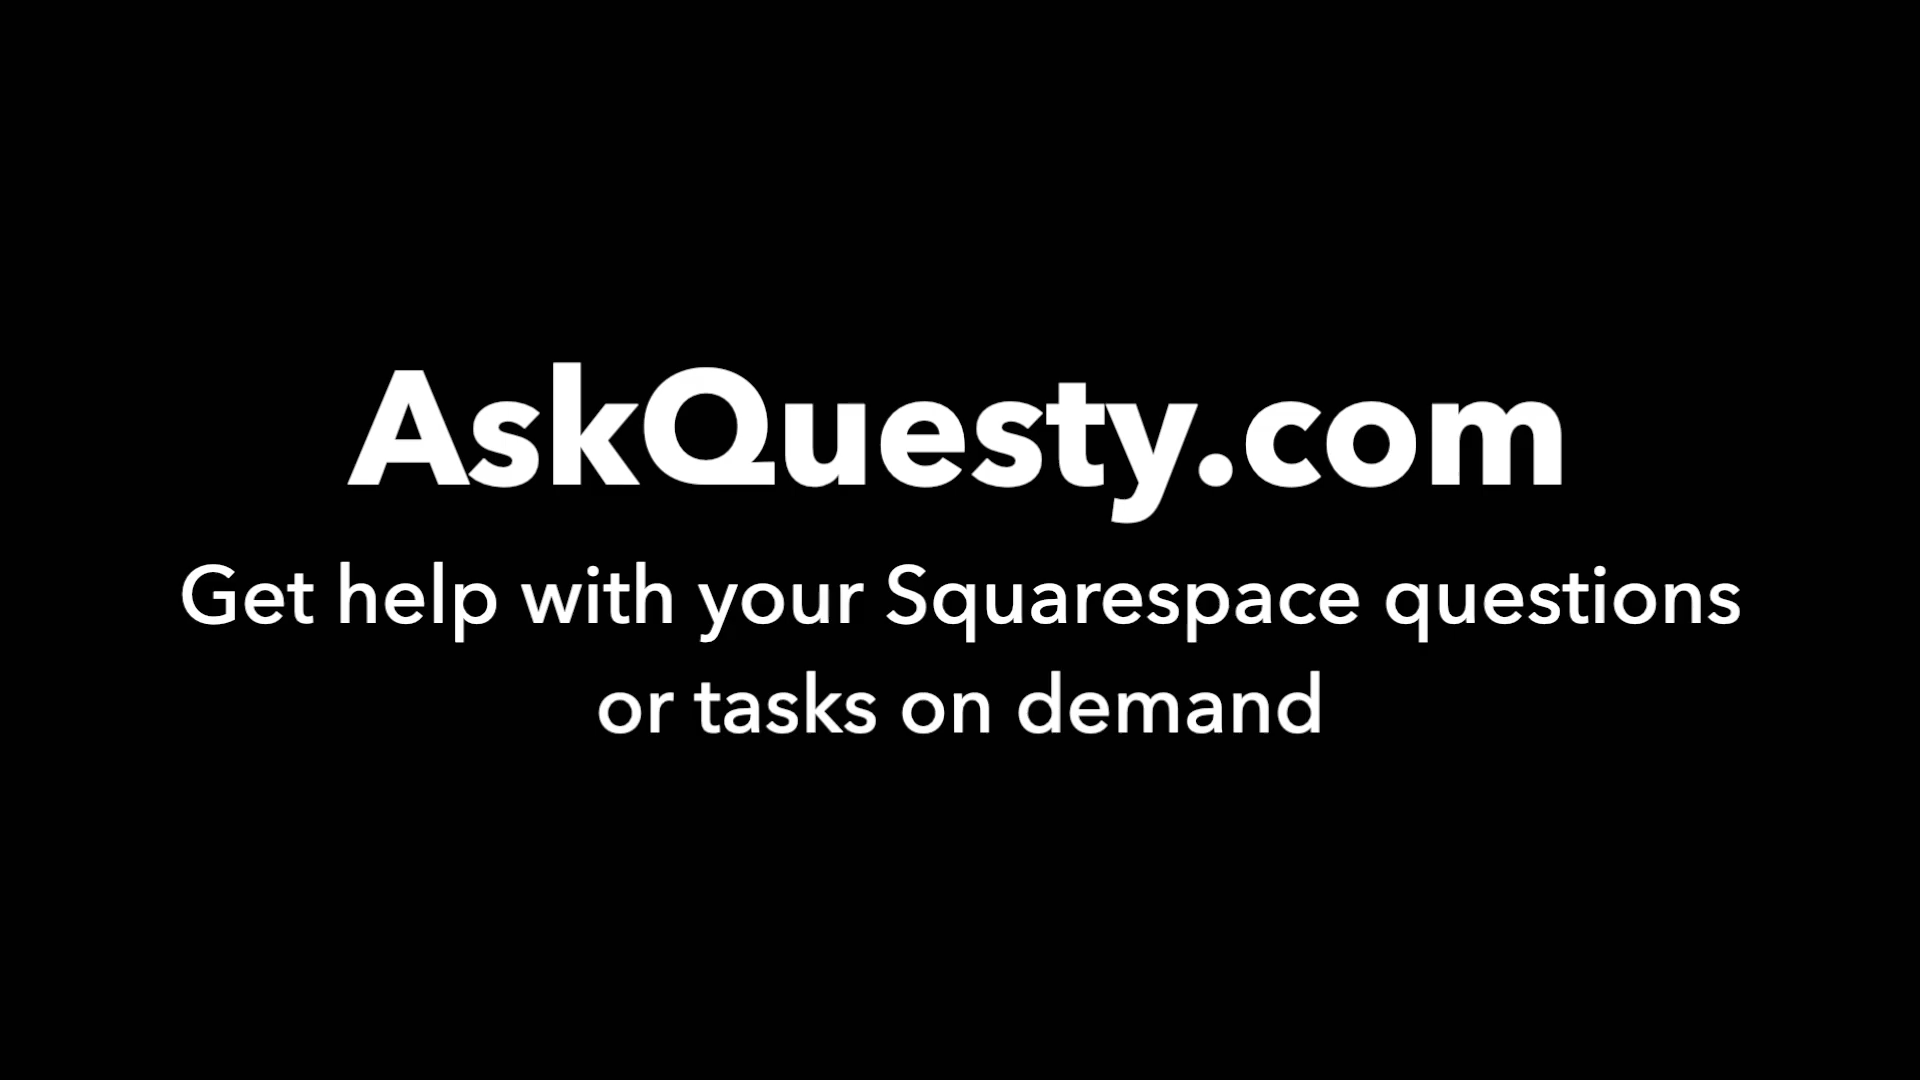 AskQuesty.com
Get help with your Squarespace questions
or tasks on demand